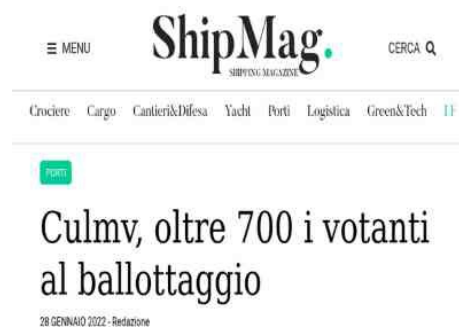 ≡ MENU
ShipMag.
SHIPPING MAGAZINE
CERCA
Crociere Cargo Cantieri&Difesa Yacht Porti Logistica Green&Tech
PORTI
Culmv, oltre 700 i votanti
al ballottaggio
28 GENNAIO 2022 - Redazione